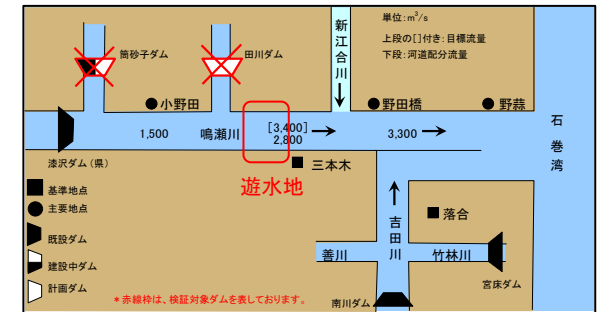 単位:m³/s
上段の[]付き:目標流量
下段:河道配分流量
新江合川
筒砂子ダム
田川ダム
小野田
野田橋
野蒜
石巻湾
1,500
鳴瀬川
[3,400]
2,800
3,300
漆沢ダム(県)
三本木
遊水地
基準地点
主要地点
既設ダム
建設中ダム
計画ダム
吉田川
落合
善川
竹林川
宮床ダム
南川ダム
*赤線枠は、検証対象ダムを表しております。